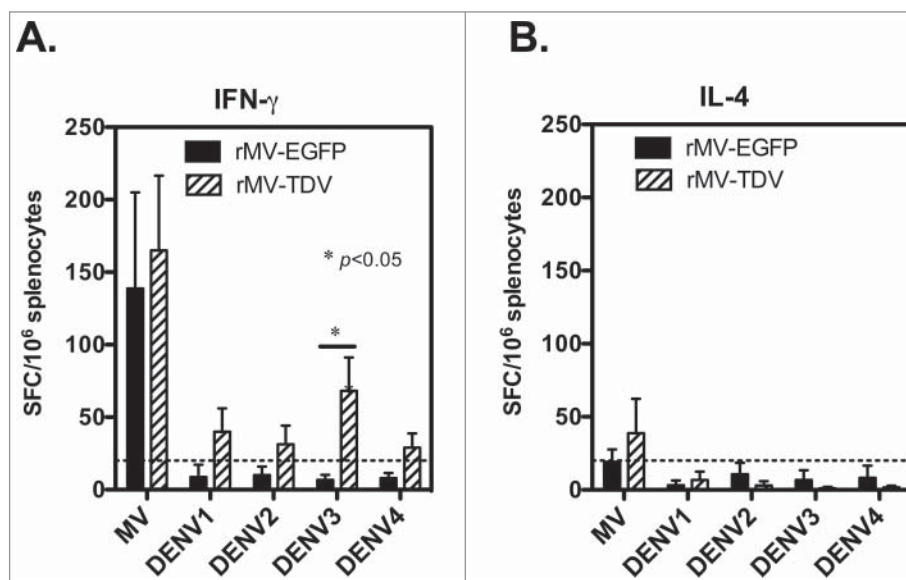 A.
IFN-γ
SFC/10⁶ splenocytes
250
200
150
100
50
0
rMV-EGFP
rMV-TDV
* p<0.05
*
MV
DENV1
DENV2
DENV3
DENV4
B.
IL-4
SFC/10⁶ splenocytes
250
200
150
100
50
0
rMV-EGFP
rMV-TDV
MV
DENV1
DENV2
DENV3
DENV4